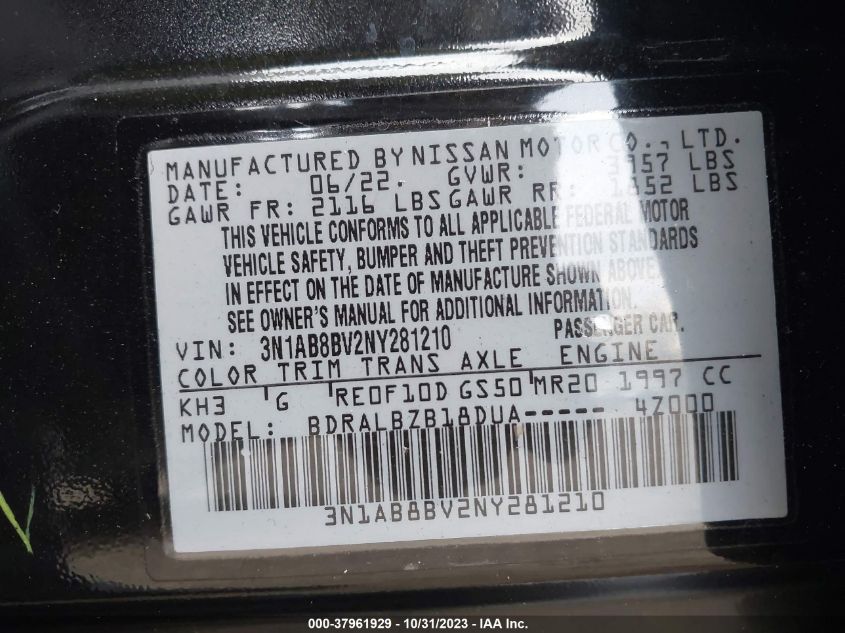 MANUFACTURED BY NISSAN MOTOR CO., LTD.
DATE: 06/22. GVWR: 3957 LBS
GAWR FR: 2116 LBS GAWR RR: 1852 LBS
THIS VEHICLE CONFORMS TO ALL APPLICABLE FEDERAL MOTOR
VEHICLE SAFETY, BUMPER AND THEFT PREVENTION STANDARDS
IN EFFECT ON THE DATE OF MANUFACTURE SHOWN ABOVE.
SEE OWNER'S MANUAL FOR ADDITIONAL INFORMATION.
VIN: 3N1AB8BV2NY281210 PASSENGER CAR.
COLOR TRIM TRANS AXLE ENGINE
KH3 G RE0F10D GS50 MR20 1997 CC
MODEL: BDRALBZB18DUA----- 4Z000
3N1AB8BV2NY281210
000-37961929 - 10/31/2023 - IAA Inc.